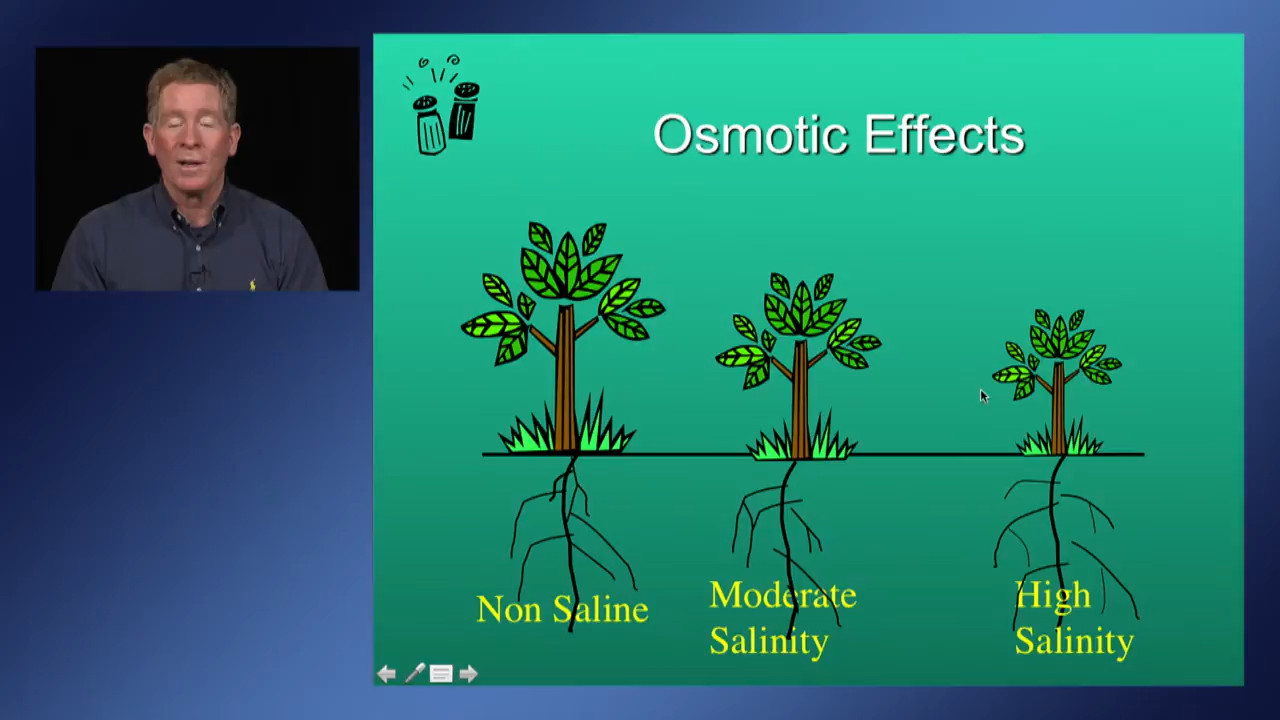 Osmotic Effects
Non Saline
Moderate
Salinity
High
Salinity